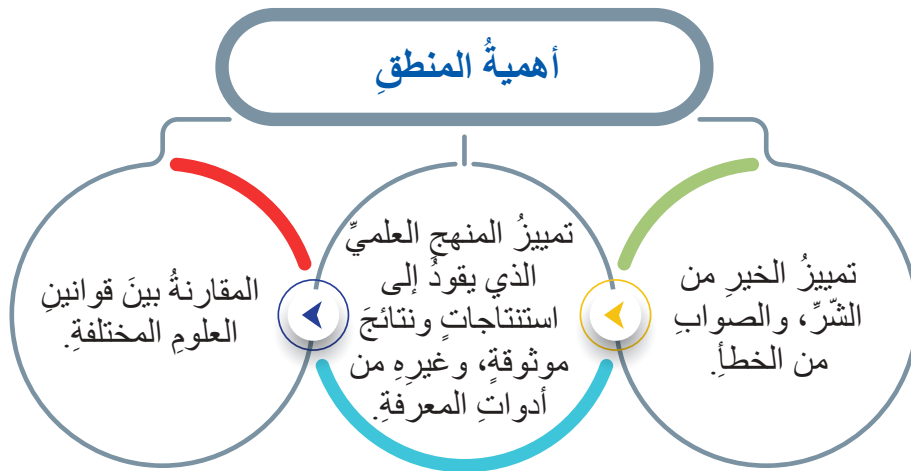 أهميةُ المنطقِ
تمييزُ الخيرِ من
الشّرِّ، والصوابِ
من الخطأِ.
تمييزُ المنهجِ العلميِّ
الذي يقودُ إلى
استنتاجاتٍ ونتائجَ
موثوقةٍ، وغيرِهِ من
أدواتِ المعرفةِ.
المقارنةُ بينَ قوانينِ
العلومِ المختلفةِ.